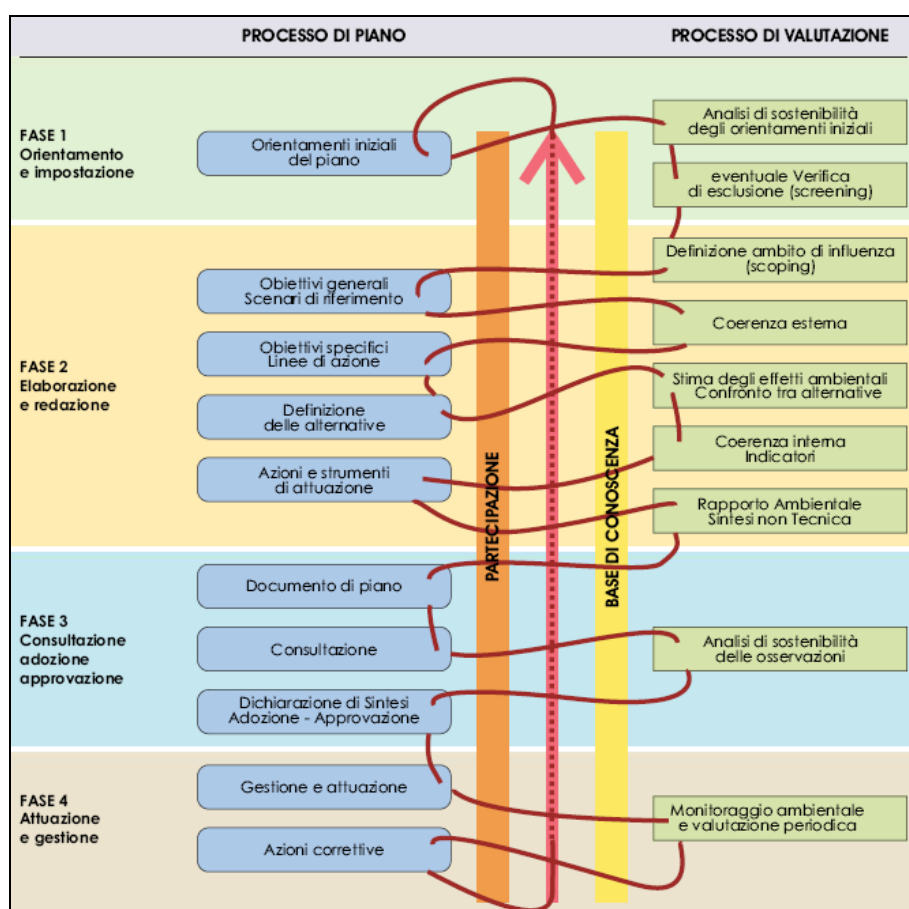 PROCESSO DI PIANO
PROCESSO DI VALUTAZIONE
FASE 1
Orientamento
e impostazione
Orientamenti iniziali
del piano
Analisi di sostenibilità
degli orientamenti iniziali
eventuale Verifica
di esclusione (screening)
FASE 2
Elaborazione
e redazione
Definizione ambito di influenza
(scoping)
Obiettivi generali
Scenari di riferimento
Coerenza esterna
Obiettivi specifici
Linee di azione
Stima degli effetti ambientali
Confronto tra alternative
Definizione
delle alternative
Coerenza interna
Indicatori
Azioni e strumenti
di attuazione
Rapporto Ambientale
Sintesi non Tecnica
PARTECIPAZIONE
BASE DI CONOSCENZA
FASE 3
Consultazione
adozione
approvazione
Documento di piano
Consultazione
Analisi di sostenibilità
delle osservazioni
Dichiarazione di Sintesi
Adozione - Approvazione
FASE 4
Attuazione
e gestione
Gestione e attuazione
Monitoraggio ambientale
e valutazione periodica
Azioni correttive